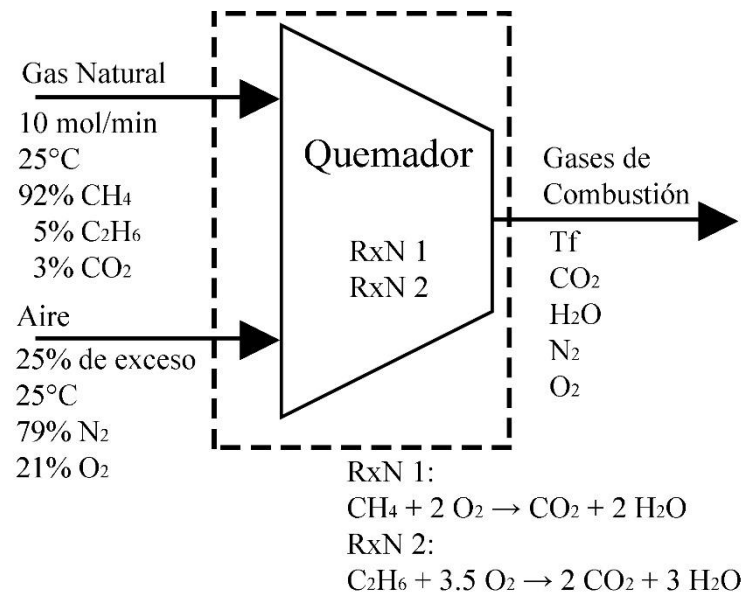 Gas Natural
10 mol/min
25°C
92% CH₄
5% C₂H₆
3% CO₂
Aire
25% de exceso
25°C
79% N₂
21% O₂
Quemador
RxN 1
RxN 2
Gases de
Combustión
Tf
CO₂
H₂O
N₂
O₂
RxN 1:
CH₄ + 2 O₂ → CO₂ + 2 H₂O
RxN 2:
C₂H₆ + 3.5 O₂ → 2 CO₂ + 3 H₂O